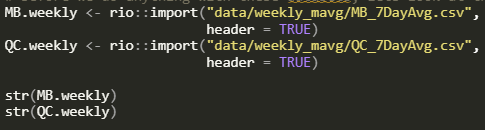 MB.weekly <- rio::import("data/weekly_mavg/MB_7DayAvg.csv",
header = TRUE)
QC.weekly <- rio::import("data/weekly_mavg/QC_7DayAvg.csv",
header = TRUE)
str(MB.weekly)
str(QC.weekly)